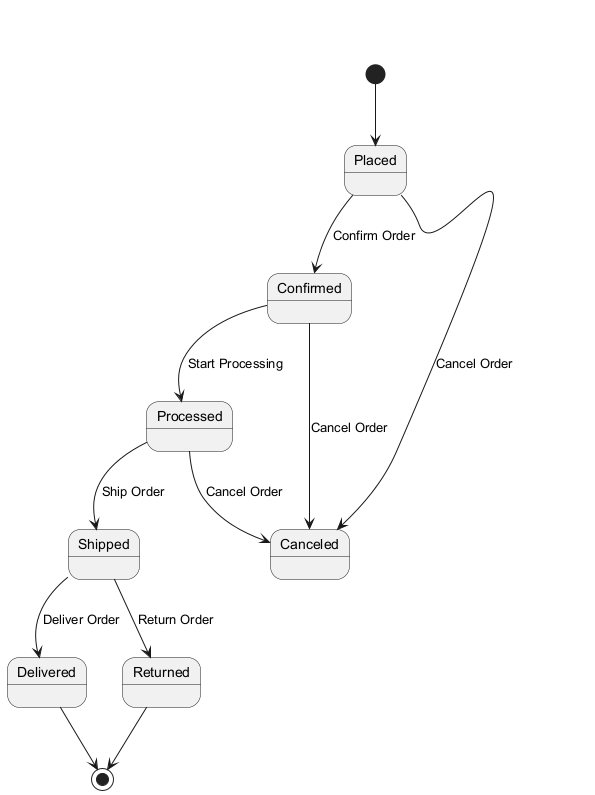 Placed
Confirm Order
Confirmed
Start Processing
Cancel Order
Processed
Cancel Order
Ship Order
Cancel Order
Shipped
Canceled
Deliver Order
Return Order
Delivered
Returned